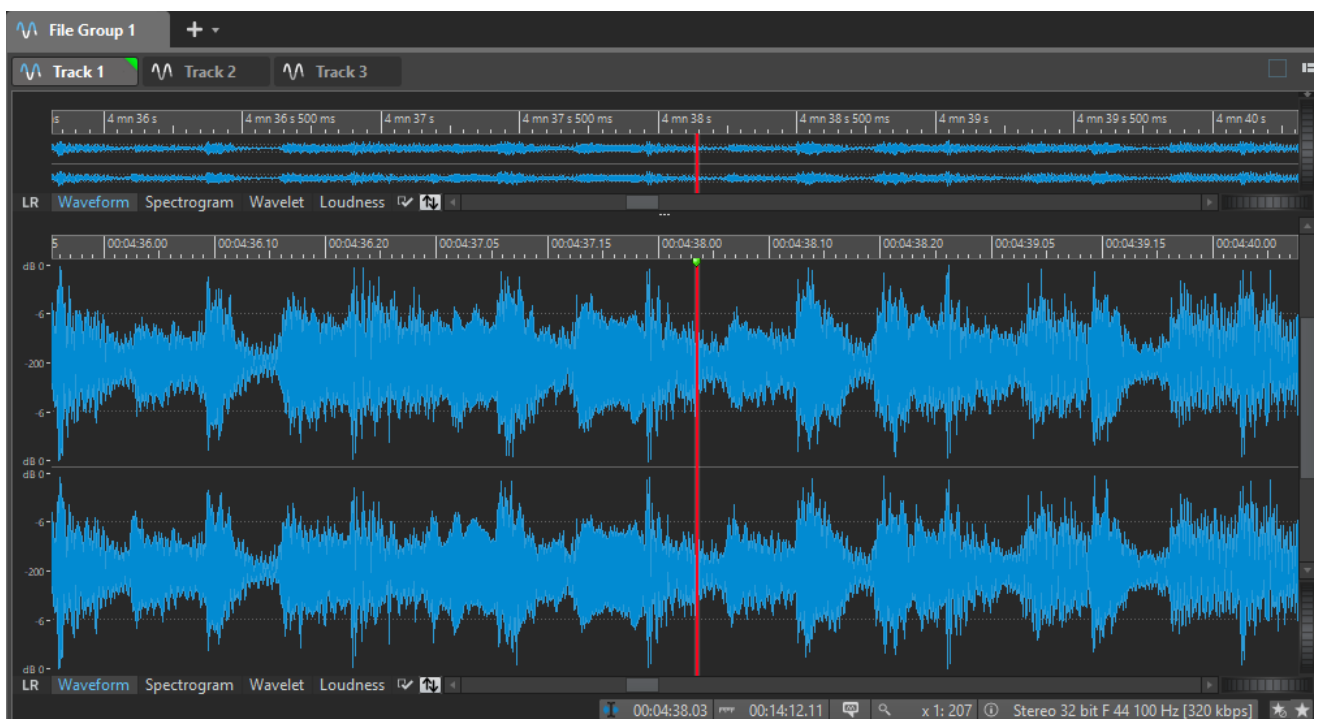 File Group 1
Track 1 Track 2 Track 3
4 mn 36 s 4 mn 36 s 500 ms 4 mn 37 s 4 mn 37 s 500 ms 4 mn 38 s 4 mn 38 s 500 ms 4 mn 39 s 4 mn 39 s 500 ms 4 mn 40 s
LR Waveform Spectrogram Wavelet Loudness
5 00:04:36.00 00:04:36.10 00:04:36.20 00:04:37.05 00:04:37.15 00:04:38.00 00:04:38.10 00:04:38.20 00:04:39.05 00:04:39.15 00:04:40.00
dB 0
-6
-200
-6
dB 0
dB 0
-6
-200
-6
dB 0
LR Waveform Spectrogram Wavelet Loudness
00:04:38.03 00:14:12.11 x 1: 207 Stereo 32 bit F 44 100 Hz [320 kbps]